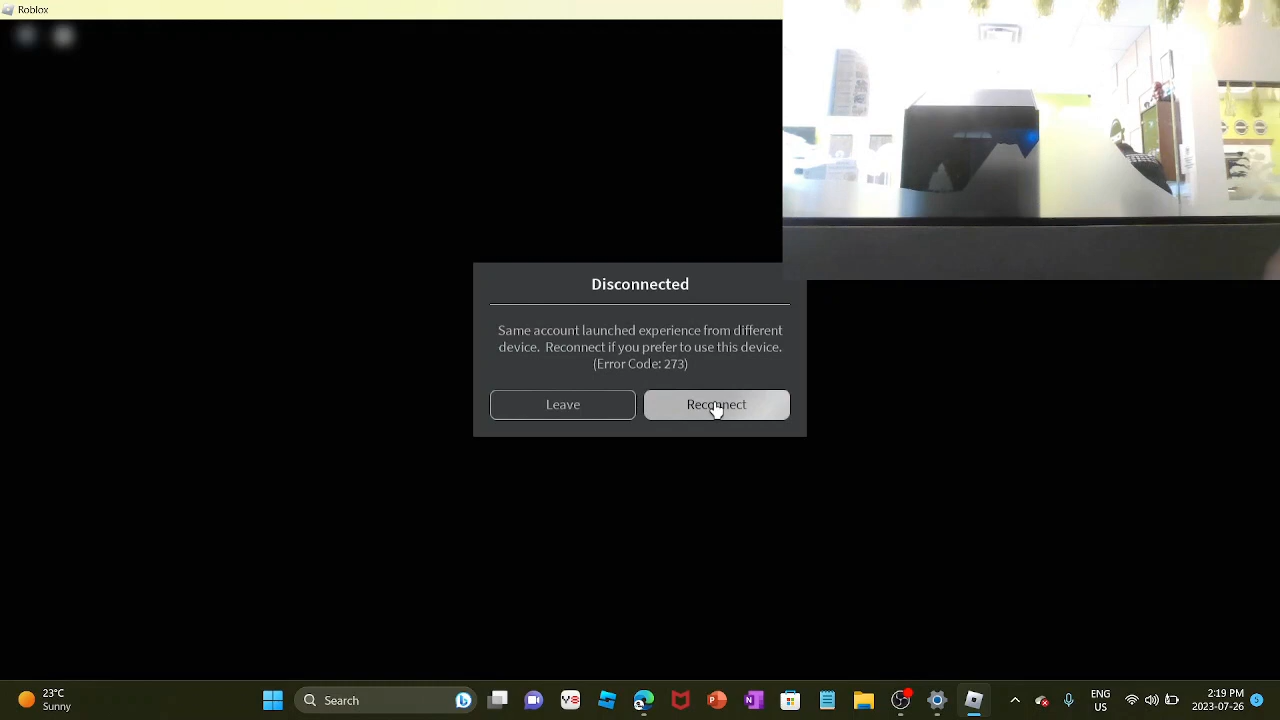 Roblox
Disconnected
Same account launched experience from different
device. Reconnect if you prefer to use this device.
(Error Code: 273)
Leave
Reconnect
23°C
Sunny
Search
ENG
US
2:19 PM
2023-07-26
5